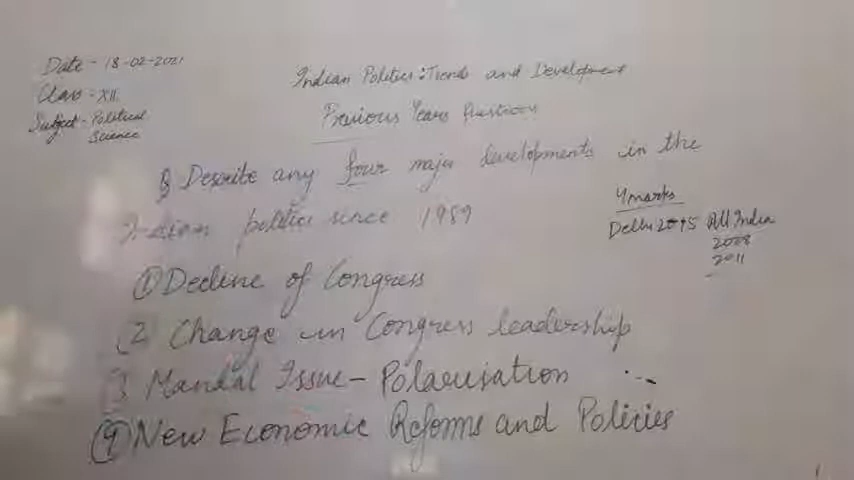 Date - 18-02-2021
Class - XII
Subject - Political
Science
Indian Politics: Trends and Development
Previous Years Questions
Q Describe any four major developments in the
Indian politics since 1989
4 marks
Delhi 2015 All India
2008
2011
① Decline of Congress
② Change in Congress leadership
③ Mandal Issue - Polarisation
④ New Economic Reforms and Policies